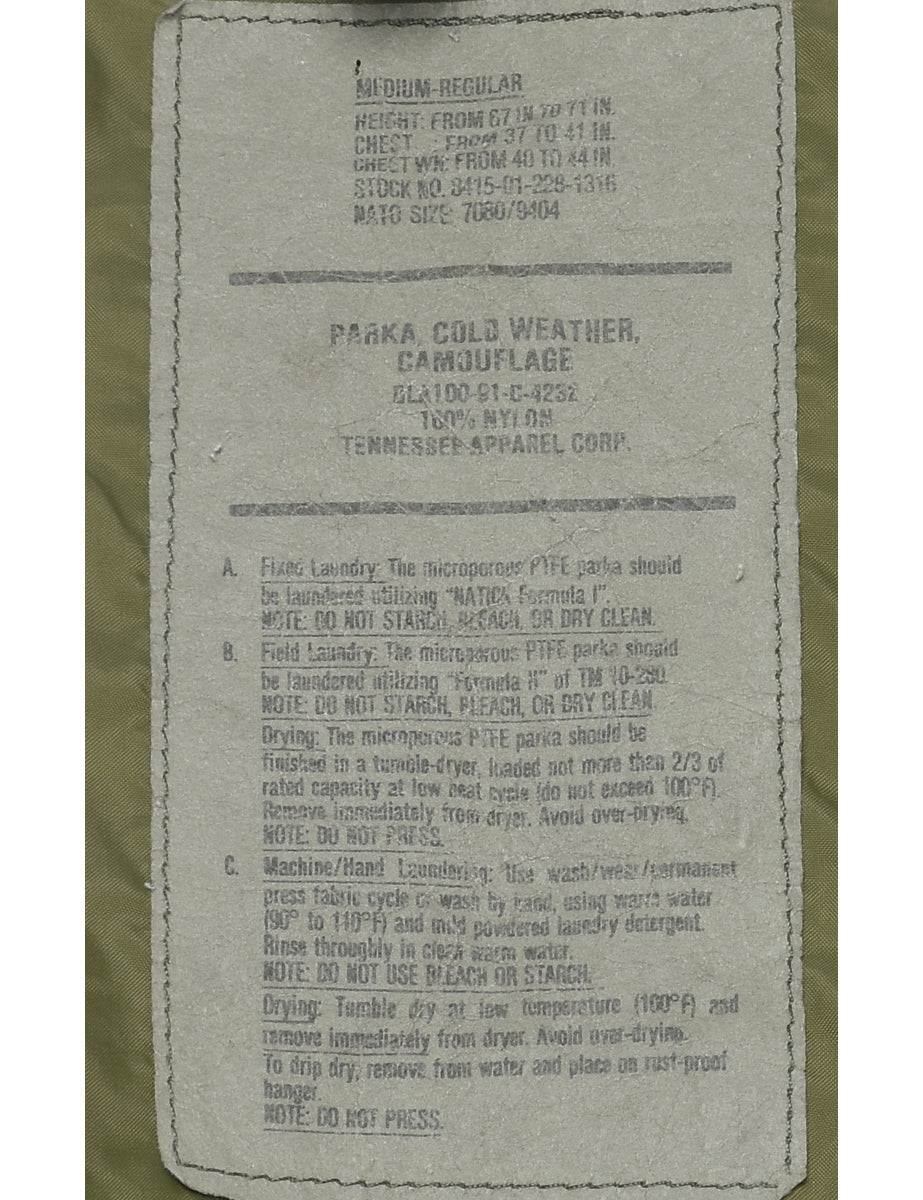 MEDIUM-REGULAR
HEIGHT: FROM 67 IN TO 71 IN.
CHEST : FROM 37 TO 41 IN.
CHEST WH: FROM 40 TO 44 IN.
STOCK NO. 8415-01-228-1316
NATO SIZE: 7080/9404
PARKA, COLD WEATHER,
CAMOUFLAGE
DLA100-91-C-4232
100% NYLON
TENNESSEE APPAREL CORP.
A. Fixed Laundry: The microporous PTFE parka should
be laundered utilizing "NATICK Formula I".
NOTE: DO NOT STARCH, BLEACH, OR DRY CLEAN.
B. Field Laundry: The microporous PTFE parka should
be laundered utilizing "Formula II" of TM 10-280.
NOTE: DO NOT STARCH, BLEACH, OR DRY CLEAN.
Drying: The microporous PTFE parka should be
finished in a tumble-dryer, loaded not more than 2/3 of
rated capacity at low heat cycle (do not exceed 100°F).
Remove immediately from dryer. Avoid over-drying.
NOTE: DO NOT PRESS.
C. Machine/Hand Laundering: Use wash/wear/permanent
press fabric cycle or wash by hand, using warm water
(90° to 110°F) and mild powdered laundry detergent.
Rinse throughly in clean warm water.
NOTE: DO NOT USE BLEACH OR STARCH.
Drying: Tumble dry at low temperature (100°F) and
remove immediately from dryer. Avoid over-drying.
To drip dry, remove from water and place on rust-proof
hanger.
NOTE: DO NOT PRESS.